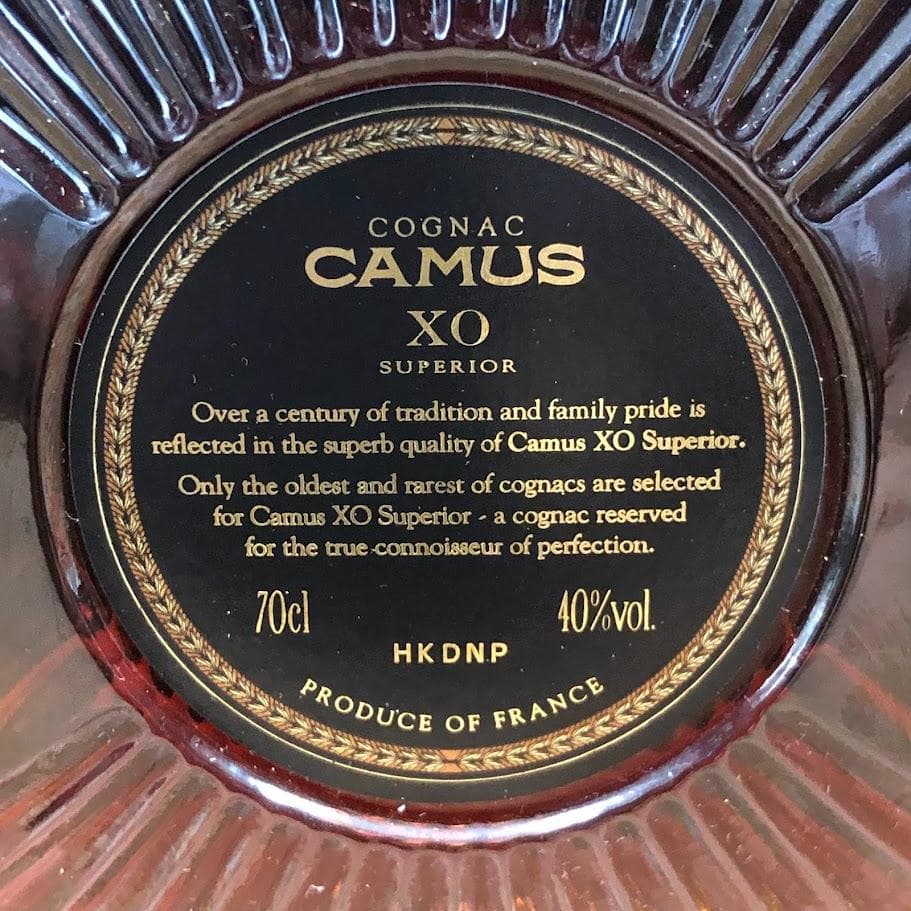 COGNAC
CAMUS
XO
SUPERIOR
Over a century of tradition and family pride is
reflected in the superb quality of Camus XO Superior.
Only the oldest and rarest of cognacs are selected
for Camus XO Superior - a cognac reserved
for the true connoisseur of perfection.
70cl 40%vol.
HKDNP
PRODUCE OF FRANCE